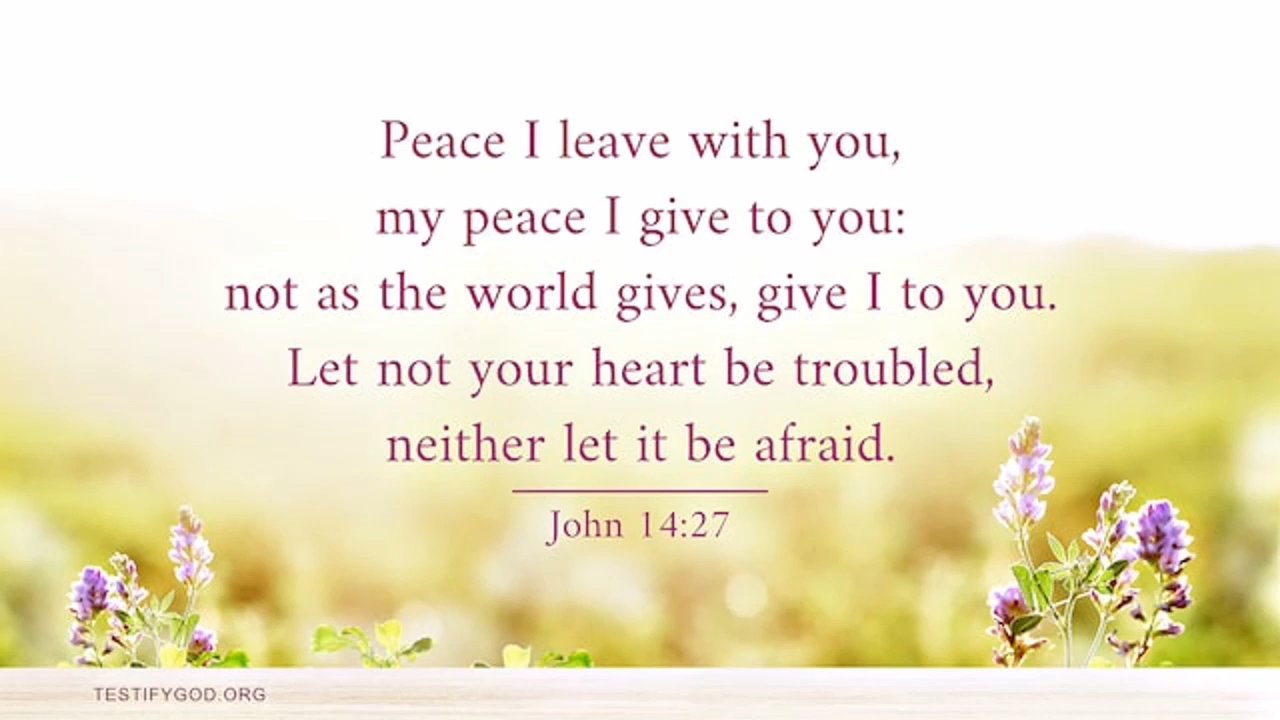 Peace I leave with you,
my peace I give to you:
not as the world gives, give I to you.
Let not your heart be troubled,
neither let it be afraid.
John 14:27
TESTIFYGOD.ORG